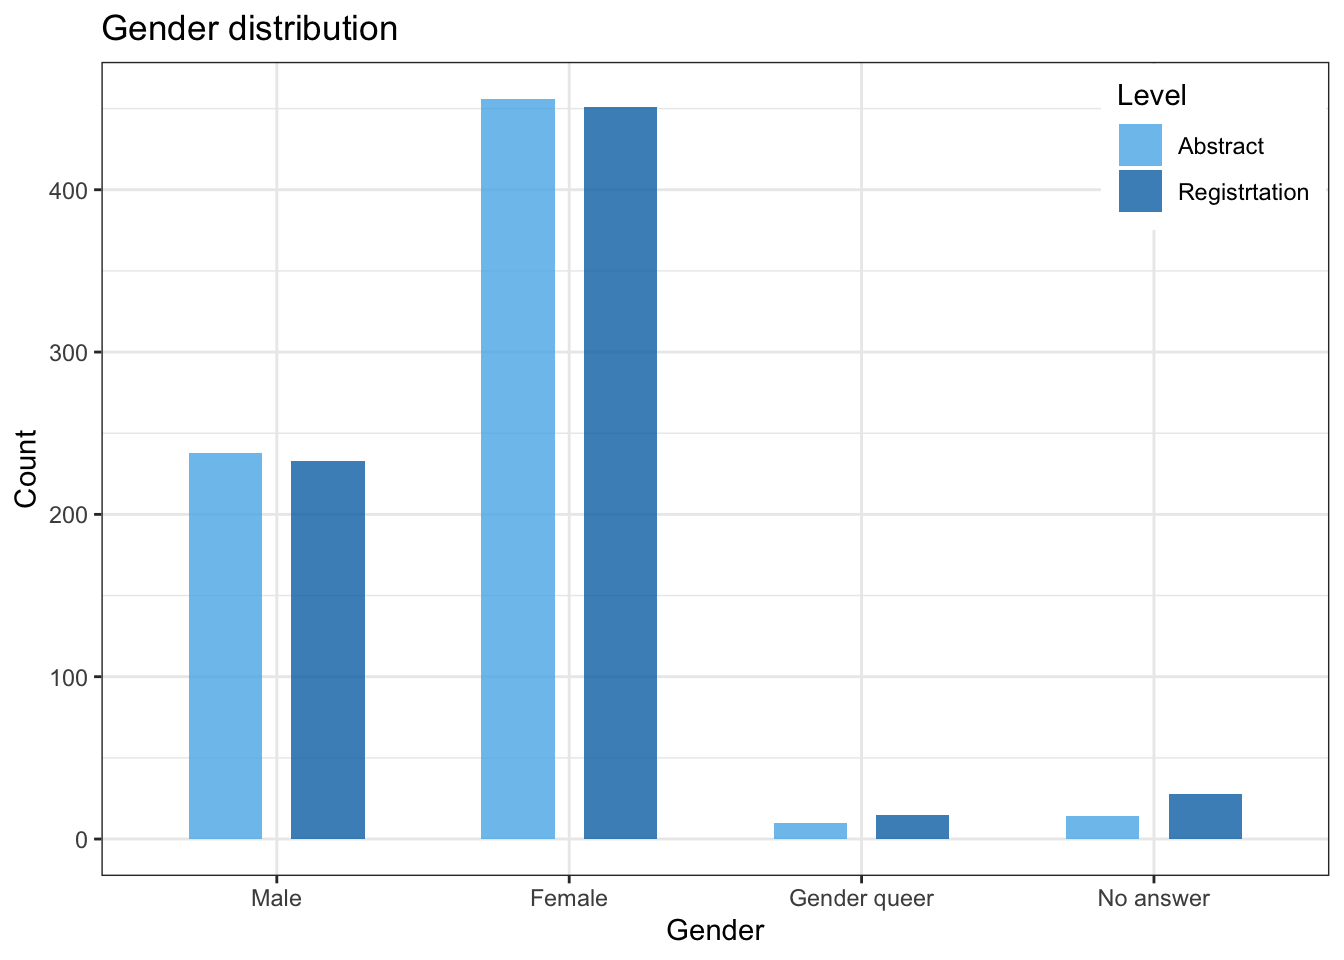 Gender distribution
Level
Abstract
Registrtation
400
300
200
100
0
Count
Male Female Gender queer No answer
Gender